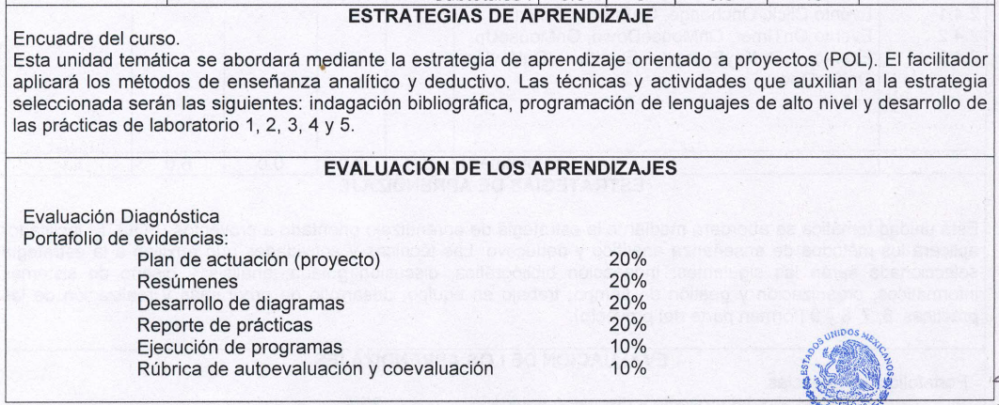 ESTRATEGIAS DE APRENDIZAJE
Encuadre del curso.
Esta unidad temática se abordará mediante la estrategia de aprendizaje orientado a proyectos (POL). El facilitador
aplicará los métodos de enseñanza analítico y deductivo. Las técnicas y actividades que auxilian a la estrategia
seleccionada serán las siguientes: indagación bibliográfica, programación de lenguajes de alto nivel y desarrollo de
las prácticas de laboratorio 1, 2, 3, 4 y 5.
EVALUACIÓN DE LOS APRENDIZAJES
Evaluación Diagnóstica
Portafolio de evidencias:
Avance de aplicación (Proyecto) 20%
Resúmenes 20%
Desarrollo de diagramas 20%
Reporte de prácticas 20%
Ejecución de programas 10%
Rúbrica de autoevaluación y coevaluación 10%
ESTADOS UNIDOS MEXICANOS